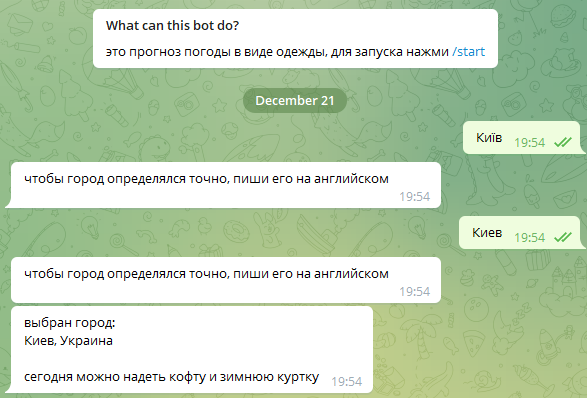 What can this bot do?
это прогноз погоды в виде одежды, для запуска нажми /start
December 21
Київ 19:54
чтобы город определялся точно, пиши его на английском
19:54
Киев 19:54
чтобы город определялся точно, пиши его на английском
19:54
выбран город:
Киев, Украина
сегодня можно надеть кофту и зимнюю куртку 19:54